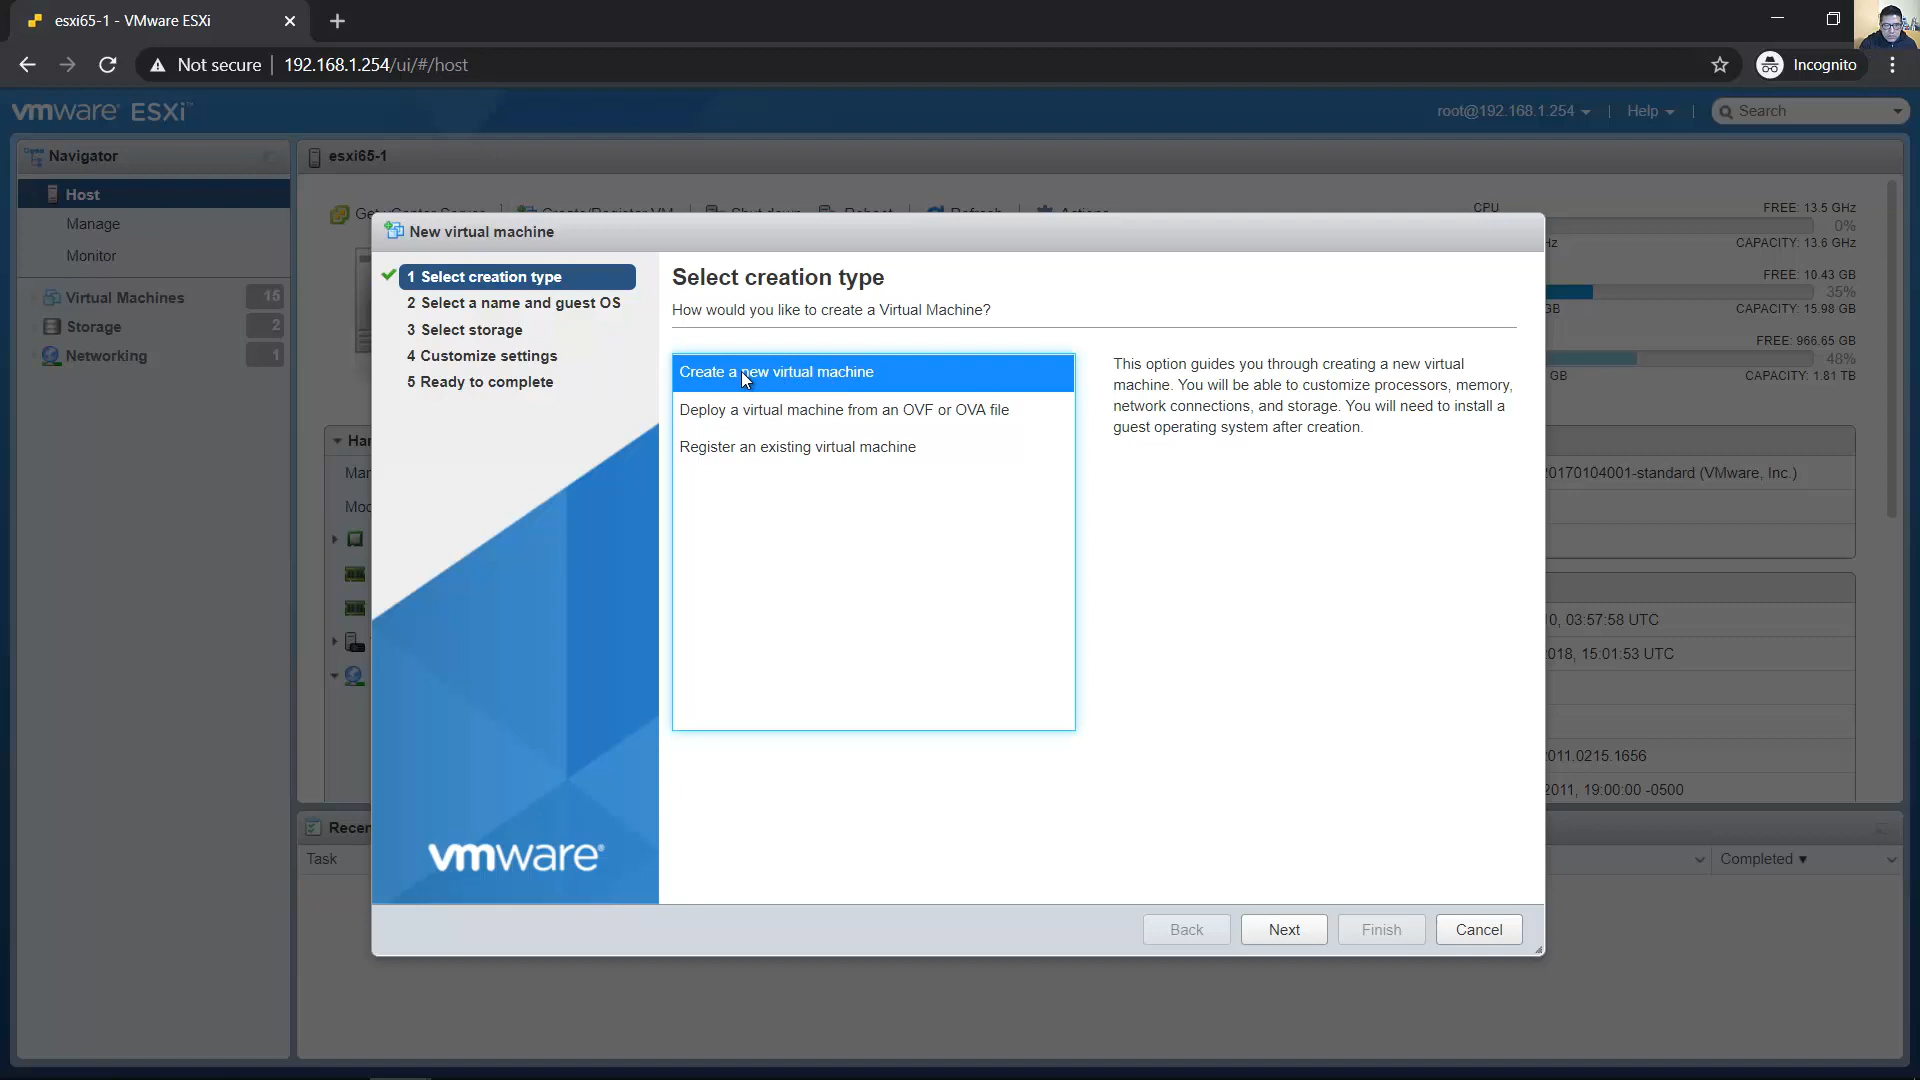 esxi65-1 - VMware ESXi
Not secure
192.168.1.254/ui/#/host
Incognito
vmware ESXi™
root@192.168.1.254
Help
Search
Navigator
Host
Manage
Monitor
Virtual Machines
15
Storage
2
Networking
1
esxi65-1
CPU
FREE: 13.5 GHz
0%
CAPACITY: 13.6 GHz
FREE: 10.43 GB
35%
CAPACITY: 15.98 GB
FREE: 966.65 GB
48%
GB
CAPACITY: 1.81 TB
New virtual machine
1 Select creation type
2 Select a name and guest OS
3 Select storage
4 Customize settings
5 Ready to complete
vmware®
Select creation type
How would you like to create a Virtual Machine?
Create a new virtual machine
Deploy a virtual machine from an OVF or OVA file
Register an existing virtual machine
This option guides you through creating a new virtual
machine. You will be able to customize processors, memory,
network connections, and storage. You will need to install a
guest operating system after creation.
Back
Next
Finish
Cancel
20170104001-standard (VMware, Inc.)
0, 03:57:58 UTC
018, 15:01:53 UTC
011.0215.1656
2011, 19:00:00 -0500
Task
Completed ▼